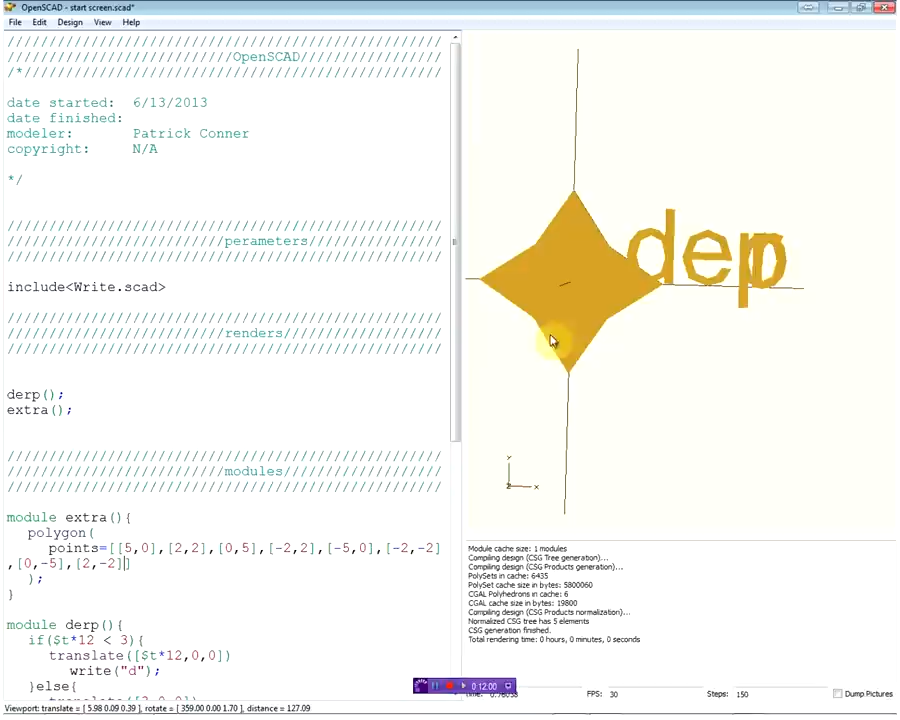 OpenSCAD - start screen.scad*
File Edit Design View Help
////////////////////////////////////////////////////
///////////////////////////OpenSCAD/////////////////
/*//////////////////////////////////////////////////
date started: 6/13/2013
date finished:
modeler: Patrick Conner
copyright: N/A
*/
////////////////////////////////////////////////////
//////////////////////////perameters////////////////
////////////////////////////////////////////////////
include<Write.scad>
////////////////////////////////////////////////////
//////////////////////////renders///////////////////
////////////////////////////////////////////////////
derp();
extra();
////////////////////////////////////////////////////
//////////////////////////modules///////////////////
////////////////////////////////////////////////////
module extra(){
polygon(
points=[[5,0],[2,2],[0,5],[-2,2],[-5,0],[-2,-2]
,[0,-5],[2,-2]]
);
}
module derp(){
if($t*12 < 3){
translate([$t*12,0,0])
write("d");
}else{
dep
Y
Z x
Module cache size: 1 modules
Compiling design (CSG Tree generation)...
Compiling design (CSG Products generation)...
PolySets in cache: 6435
PolySet cache size in bytes: 5800060
CGAL Polyhedrons in cache: 6
CGAL cache size in bytes: 19800
Compiling design (CSG Products normalization)...
Normalized CSG tree has 5 elements
CSG generation finished.
Total rendering time: 0 hours, 0 minutes, 0 seconds
0:12:00
FPS: 30 Steps: 150 Dump Pictures
Viewport: translate = [ 5.98 0.09 0.39 ], rotate = [ 359.00 0.00 1.70 ], distance = 127.09